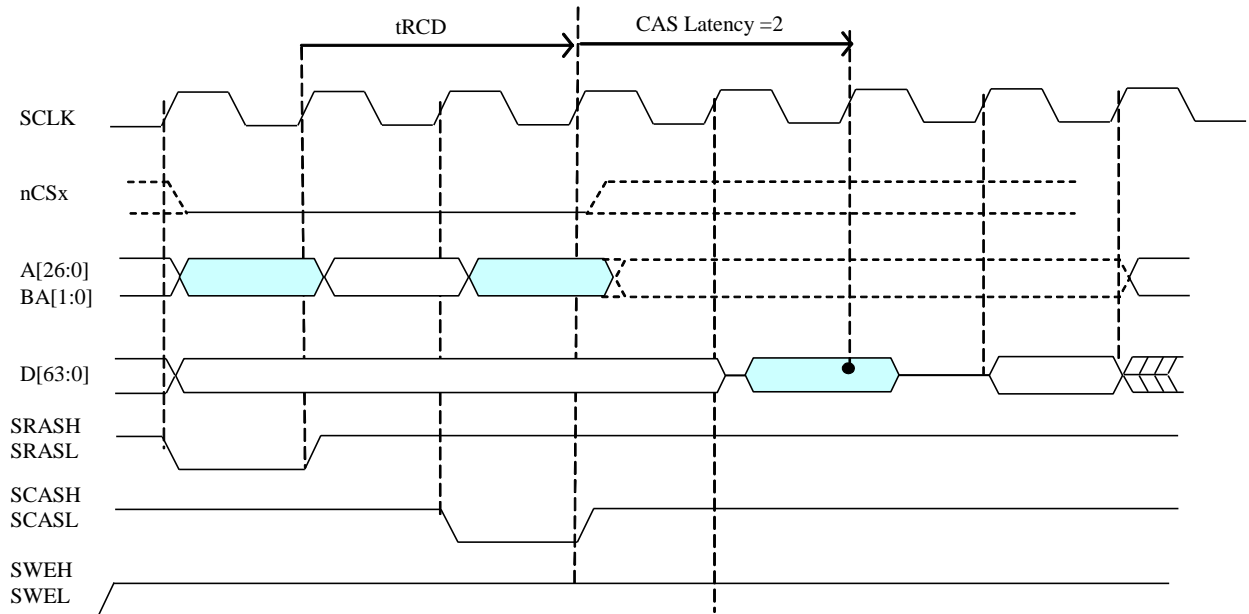 tRCD
CAS Latency =2
SCLK
nCSx
A[26:0]
BA[1:0]
D[63:0]
SRASH
SRASL
SCASH
SCASL
SWEH
SWEL